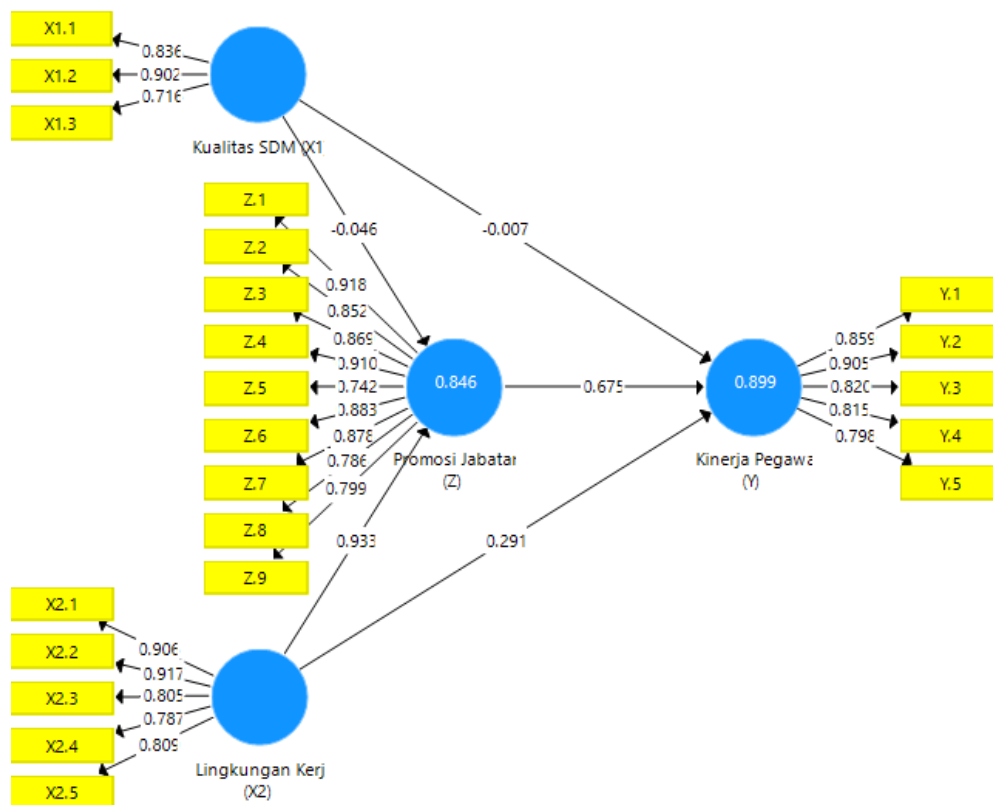 X1.1
X1.2
X1.3
0.836
0.902
0.716
Kualitas SDM (X1
Z.1
Z.2
Z.3
Z.4
Z.5
Z.6
Z.7
Z.8
Z.9
-0.046
-0.007
0.918
0.852
0.869
0.910
0.742
0.883
0.878
0.786
0.799
0.846
Promosi Jabatar
(Z)
0.675
0.899
Kinerja Pegawa
(Y)
0.859
0.905
0.820
0.815
0.798
Y.1
Y.2
Y.3
Y.4
Y.5
0.933
0.291
X2.1
X2.2
X2.3
X2.4
X2.5
0.906
0.917
0.805
0.787
0.809
Lingkungan Kerj
(X2)